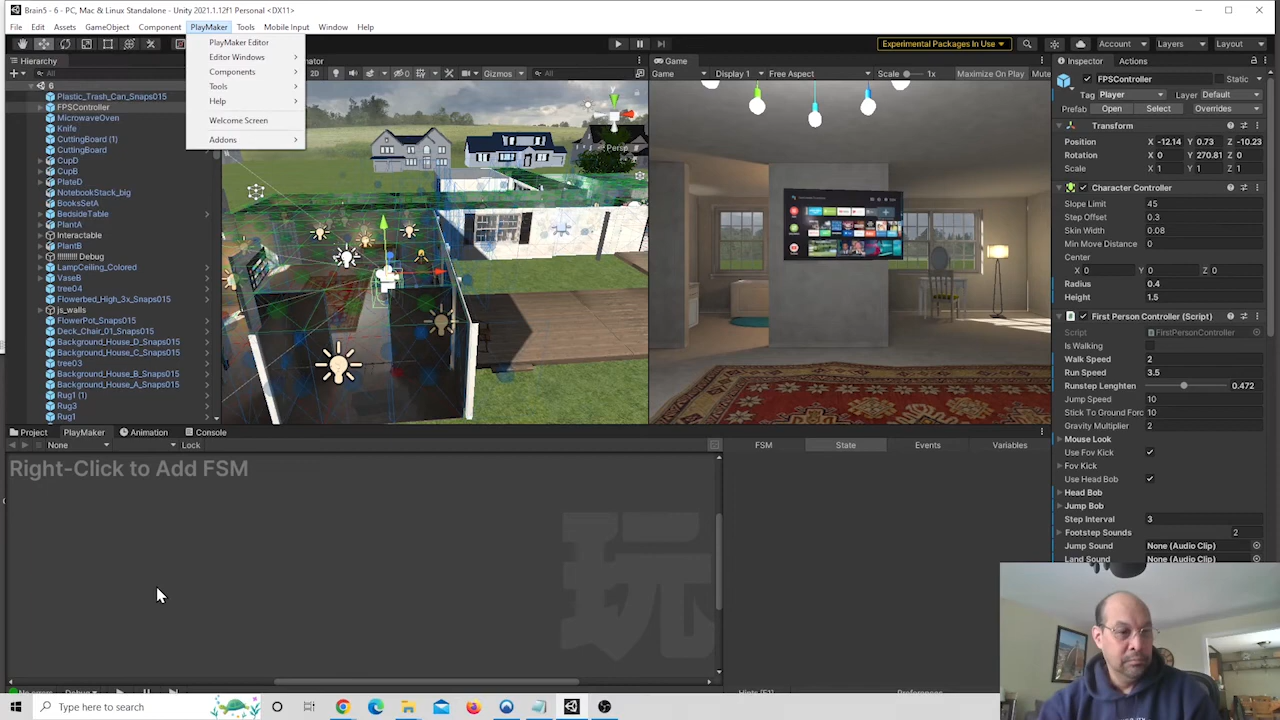 Brain5 - 6 - PC, Mac & Linux Standalone - Unity 2021.1.12f1 Personal <DX11>
File Edit Assets GameObject Component PlayMaker Tools Mobile Input Window Help
Experimental Packages In Use Account Layers Layout
Hierarchy
All
6
Plastic_Trash_Can_Snaps015
FPSController
MicrowaveOven
Knife
CuttingBoard (1)
CuttingBoard
CupD
CupB
PlateD
NotebookStack_big
BooksSetA
BedsideTable
PlantA
Interactable
PlantB
!!!!!!!!! Debug
LampCeiling_Colored
VaseB
tree04
Flowerbed_High_3x_Snaps015
js_walls
FlowerPot_Snaps015
Deck_Chair_01_Snaps015
Background_House_D_Snaps015
Background_House_C_Snaps015
tree03
Background_House_B_Snaps015
Background_House_A_Snaps015
Rug1 (1)
Rug3
Rug1
PlayMaker Editor
Editor Windows
Components
Tools
Help
Welcome Screen
Addons
2D Gizmos All
Persp
Game
Game Display 1 Free Aspect Scale 1x Maximize On Play Mute
Inspector Actions
FPSController Static
Tag Player Layer Default
Prefab Open Select Overrides
Transform
Position X -12.14 Y 0.73 Z -10.23
Rotation X 0 Y 270.81 Z 0
Scale X 1 Y 1 Z 1
Character Controller
Slope Limit 45
Step Offset 0.3
Skin Width 0.08
Min Move Distance 0
Center
X 0 Y 0 Z 0
Radius 0.4
Height 1.5
First Person Controller (Script)
Script FirstPersonController
Is Walking
Walk Speed 2
Run Speed 3.5
Runstep Lenghten 0.472
Jump Speed 10
Stick To Ground Forc 10
Gravity Multiplier 2
Mouse Look
Use Fov Kick
Fov Kick
Use Head Bob
Head Bob
Jump Bob
Step Interval 3
Footstep Sounds 2
Jump Sound None (Audio Clip)
Land Sound None (Audio Clip)
Project PlayMaker Animation Console
None Lock
FSM State Events Variables
Right-Click to Add FSM
玩
Preferences
Type here to search